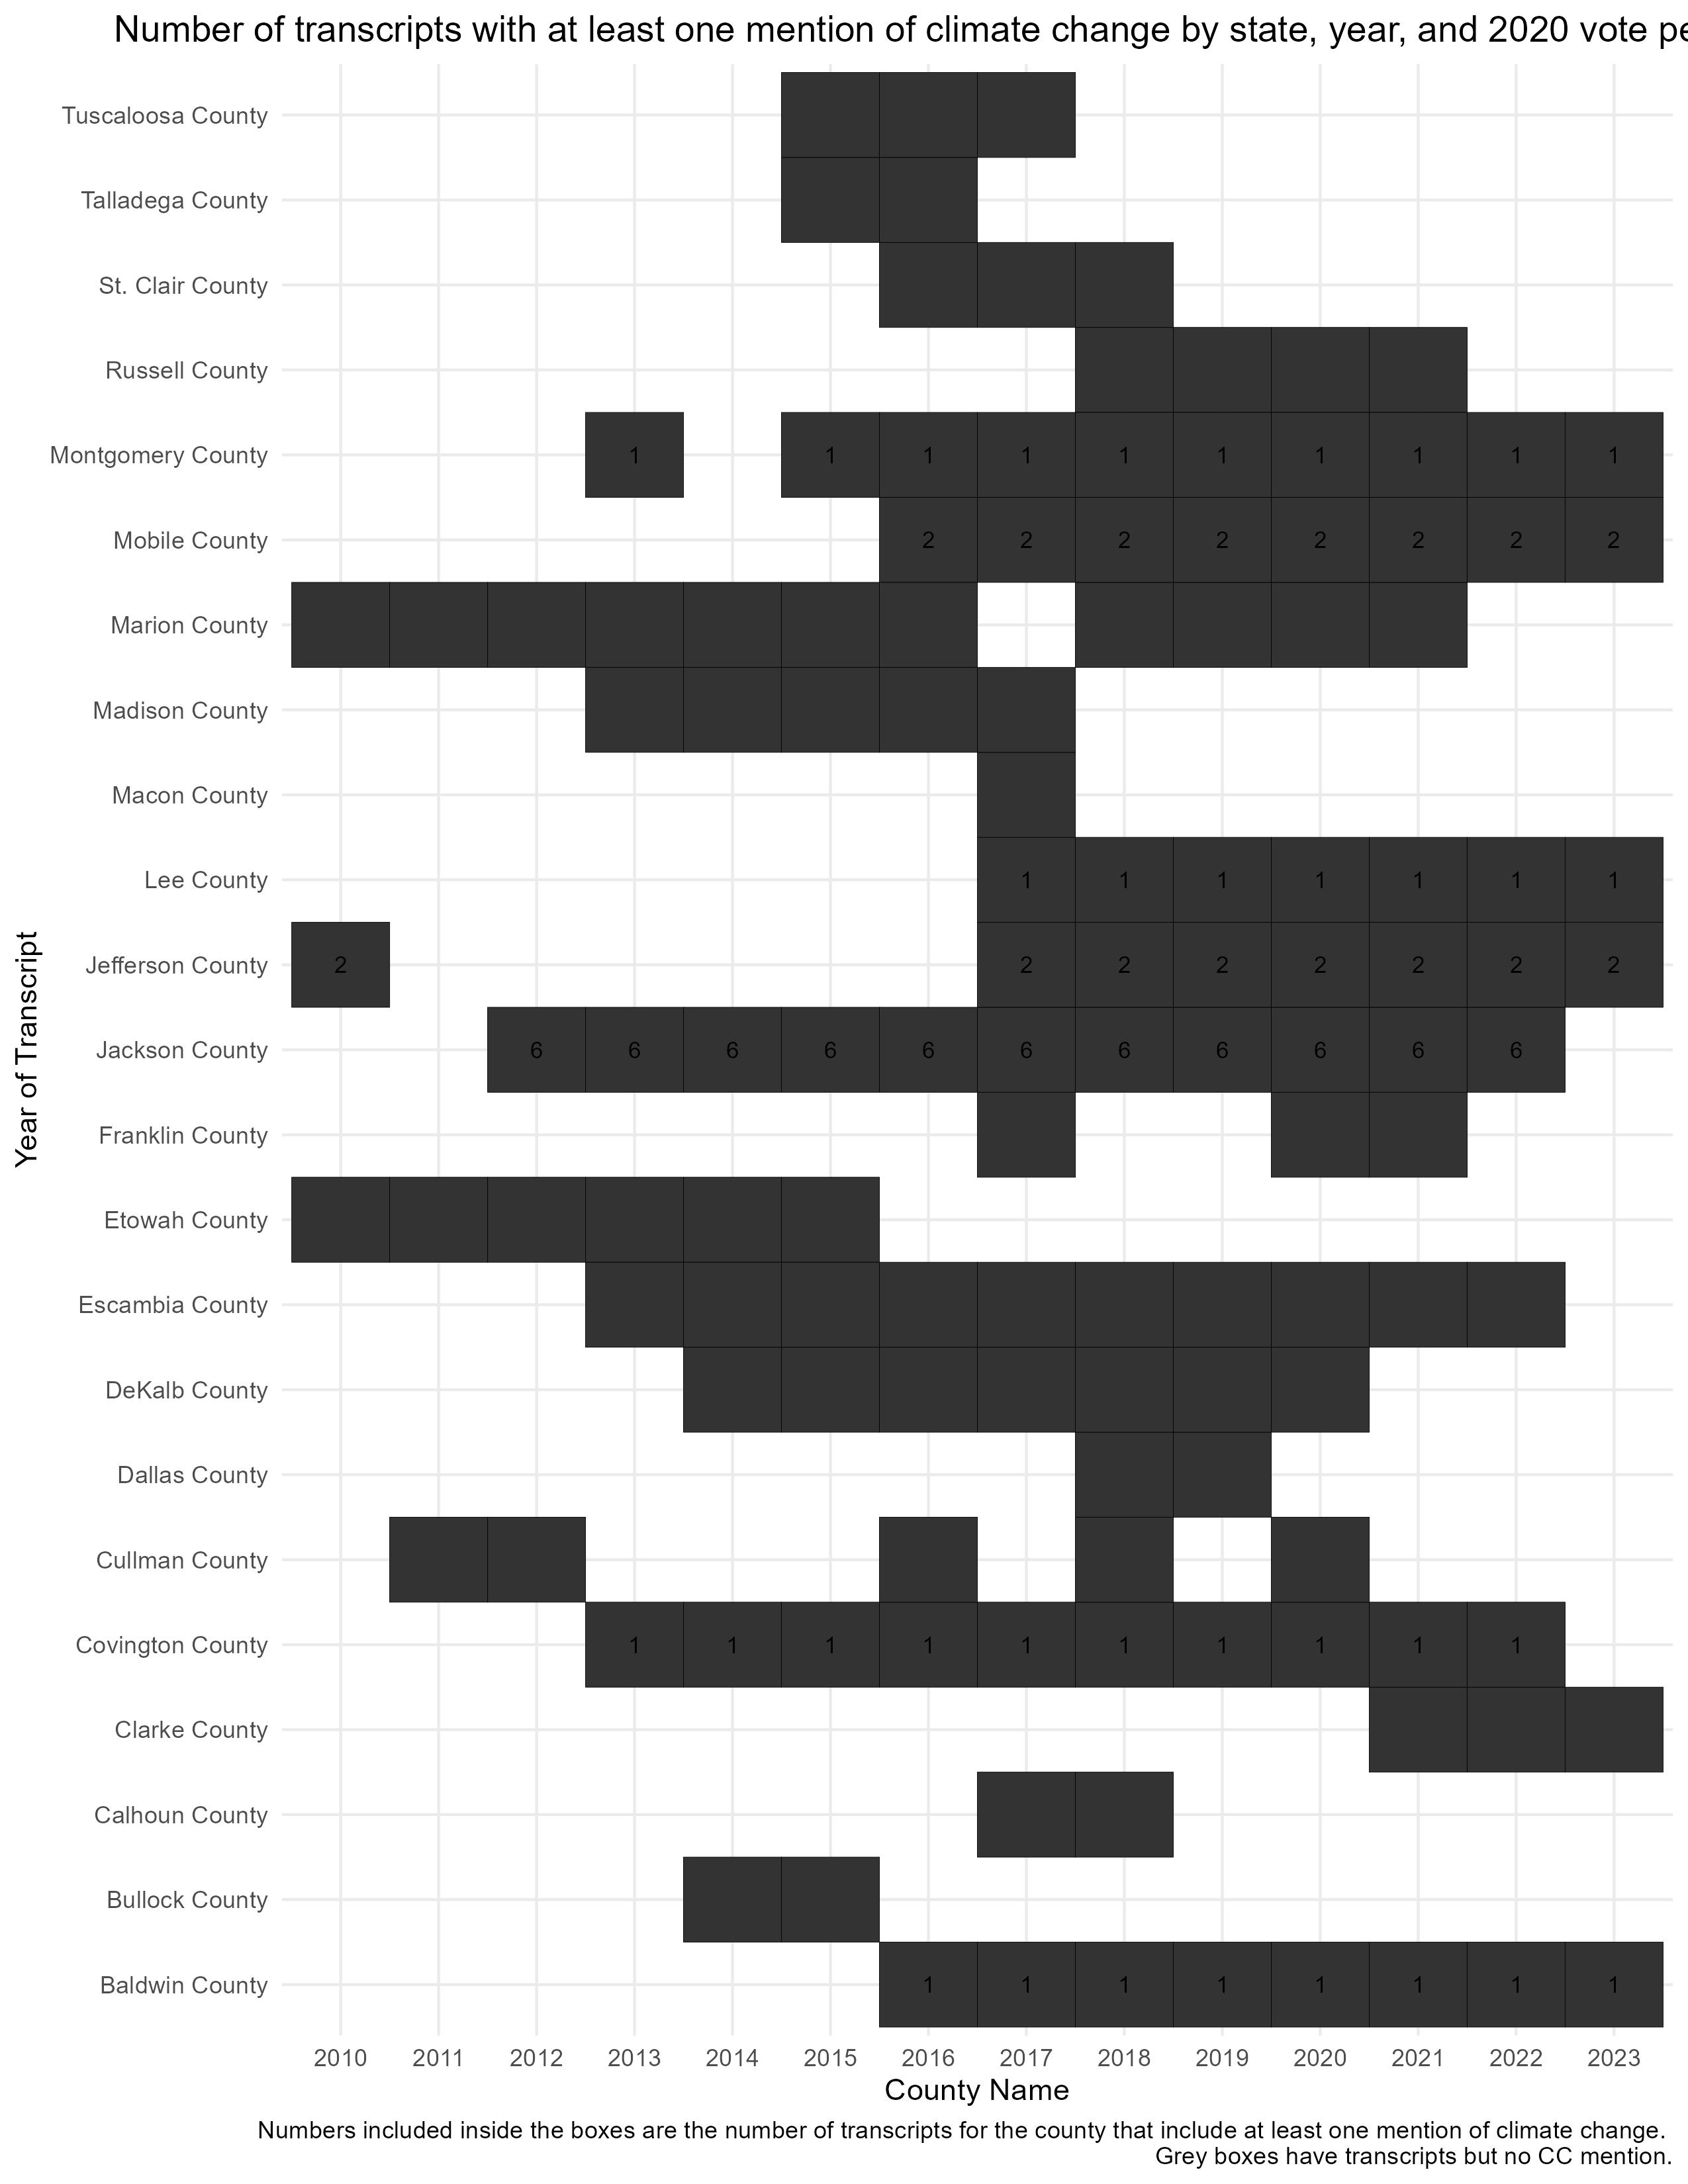 Number of transcripts with at least one mention of climate change by state, year, and 2020 vote pe
Tuscaloosa County
Talladega County
St. Clair County
Russell County
Montgomery County 1 1 1 1 1 1 1 1 1 1
Mobile County 2 2 2 2 2 2 2 2
Marion County
Madison County
Macon County
Lee County 1 1 1 1 1 1 1
Jefferson County 2 2 2 2 2 2 2 2
Jackson County 6 6 6 6 6 6 6 6 6 6 6
Franklin County
Etowah County
Escambia County
DeKalb County
Dallas County
Cullman County
Covington County 1 1 1 1 1 1 1 1 1 1
Clarke County
Calhoun County
Bullock County
Baldwin County 1 1 1 1 1 1 1 1
Year of Transcript
2010 2011 2012 2013 2014 2015 2016 2017 2018 2019 2020 2021 2022 2023
County Name
Numbers included inside the boxes are the number of transcripts for the county that include at least one mention of climate change.
Grey boxes have transcripts but no CC mention.